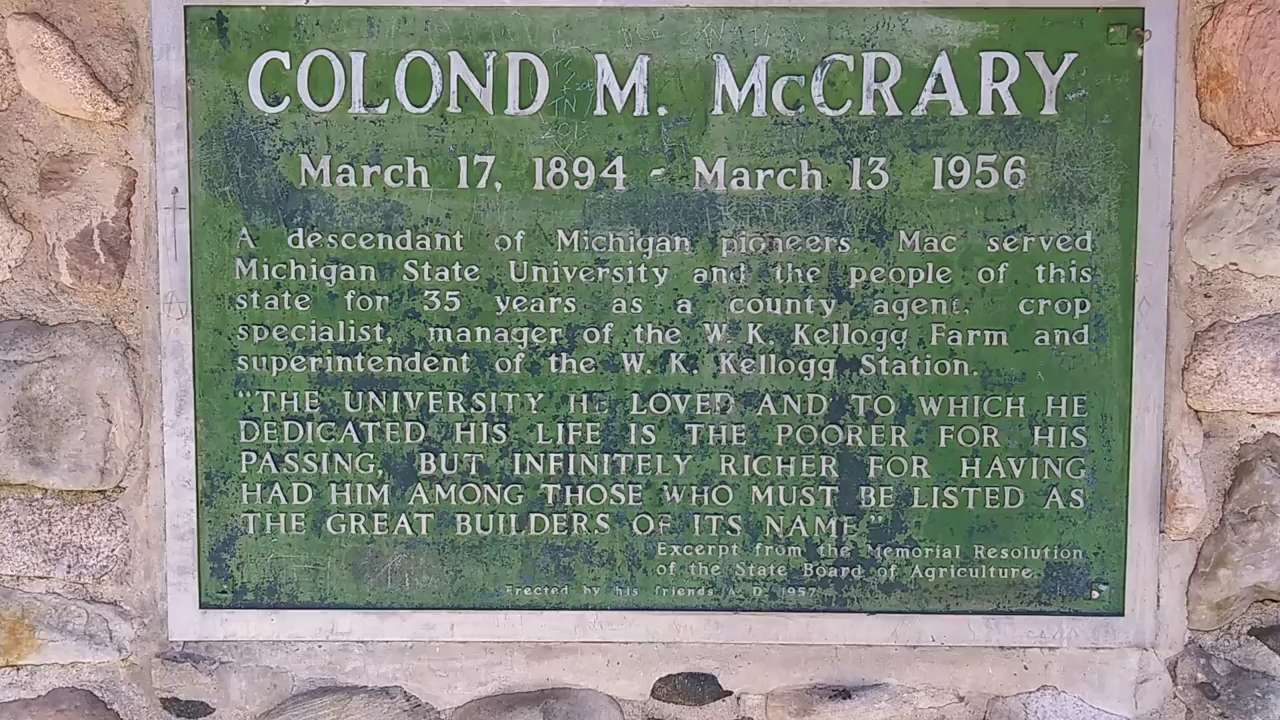 COLOND M. McCRARY
March 17, 1894 - March 13 1956
A descendant of Michigan pioneers, Mac served
Michigan State University and the people of this
state for 35 years as a county agent, crop
specialist, manager of the W. K. Kellogg Farm and
superintendent of the W. K. Kellogg Station.
"THE UNIVERSITY HE LOVED AND TO WHICH HE
DEDICATED HIS LIFE IS THE POORER FOR HIS
PASSING, BUT INFINITELY RICHER FOR HAVING
HAD HIM AMONG THOSE WHO MUST BE LISTED AS
THE GREAT BUILDERS OF ITS NAME"
Excerpt from the Memorial Resolution
of the State Board of Agriculture.
Erected by his friends A. D. 1957